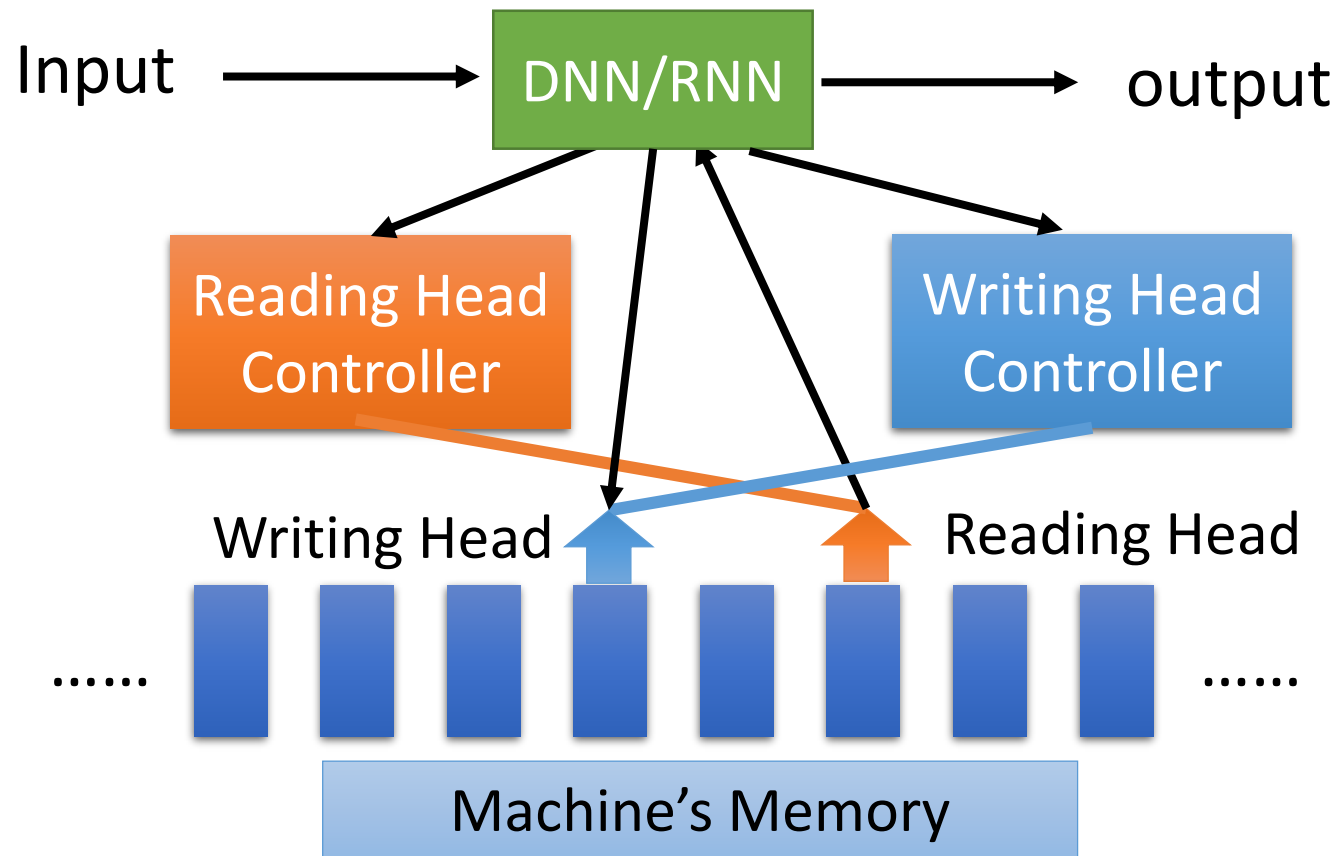 Input
DNN/RNN
output
Reading Head
Controller
Writing Head
Controller
Writing Head
Reading Head
……
……
Machine’s Memory